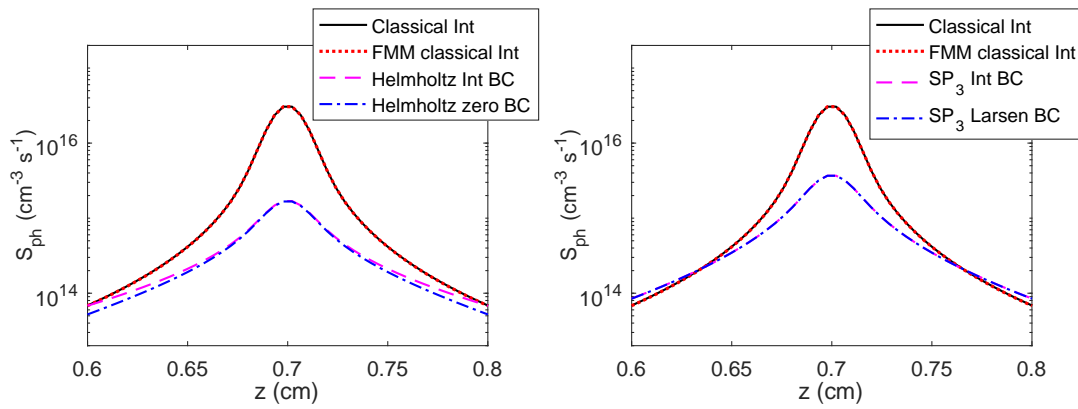 Classical Int
FMM classical Int
Helmholtz Int BC
Helmholtz zero BC
10^16
10^14
S_ph (cm^-3 s^-1)
0.6
0.65
0.7
0.75
0.8
z (cm)
Classical Int
FMM classical Int
SP_3 Int BC
SP_3 Larsen BC
10^16
10^14
S_ph (cm^-3 s^-1)
0.6
0.65
0.7
0.75
0.8
z (cm)